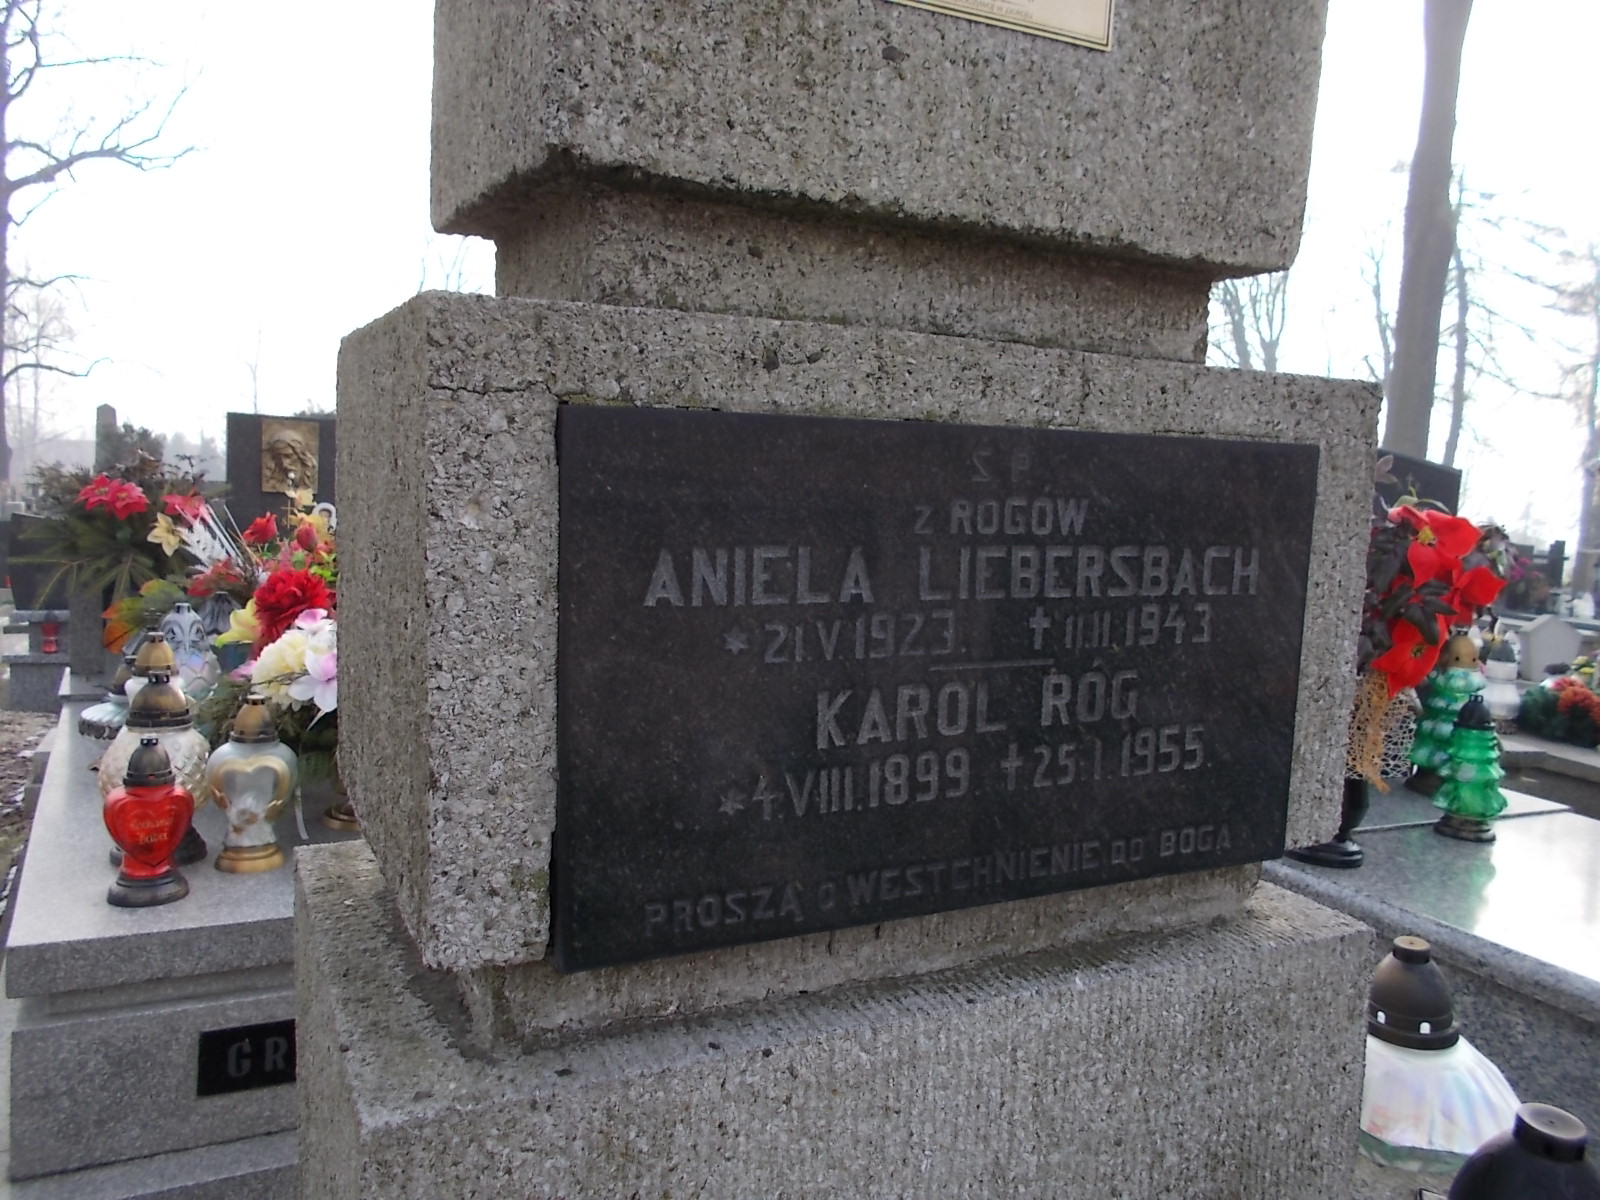 Ś P
Z ROGÓW
ANIELA LIEBERSBACH
* 21.V.1923. † 11.II.1943
KAROL RÓG
* 4.VIII.1899. † 25.I.1955.
PROSZĄ O WESTCHNIENIE DO BOGA
GR